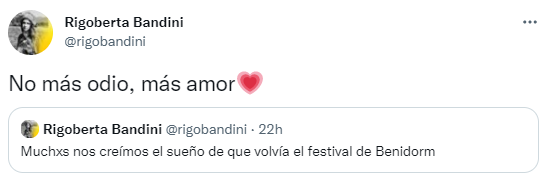 Rigoberta Bandini
@rigobandini
No más odio, más amor💗
Rigoberta Bandini @rigobandini · 22h
Muchxs nos creímos el sueño de que volvía el festival de Benidorm